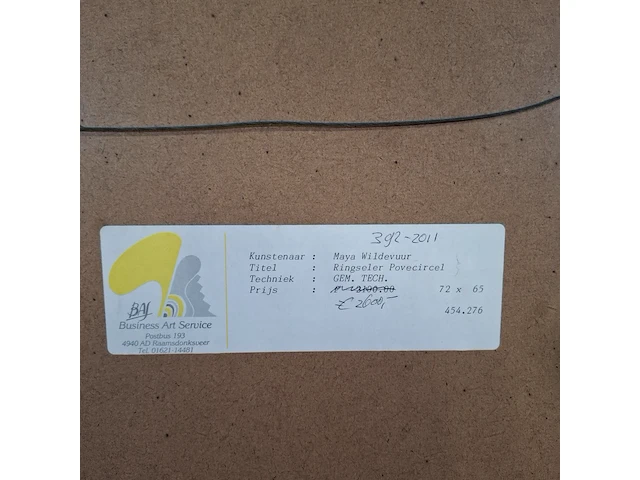 392-2011
Kunstenaar : Maya Wildevuur
Titel : Ringseler Povecircel
Techniek : GEM. TECH.
Prijs : 72 x 65
€ 2600,-
454.276
BAS
Business Art Service
Postbus 193
4940 AD Raamsdonksveer
Tel. 01621-14481